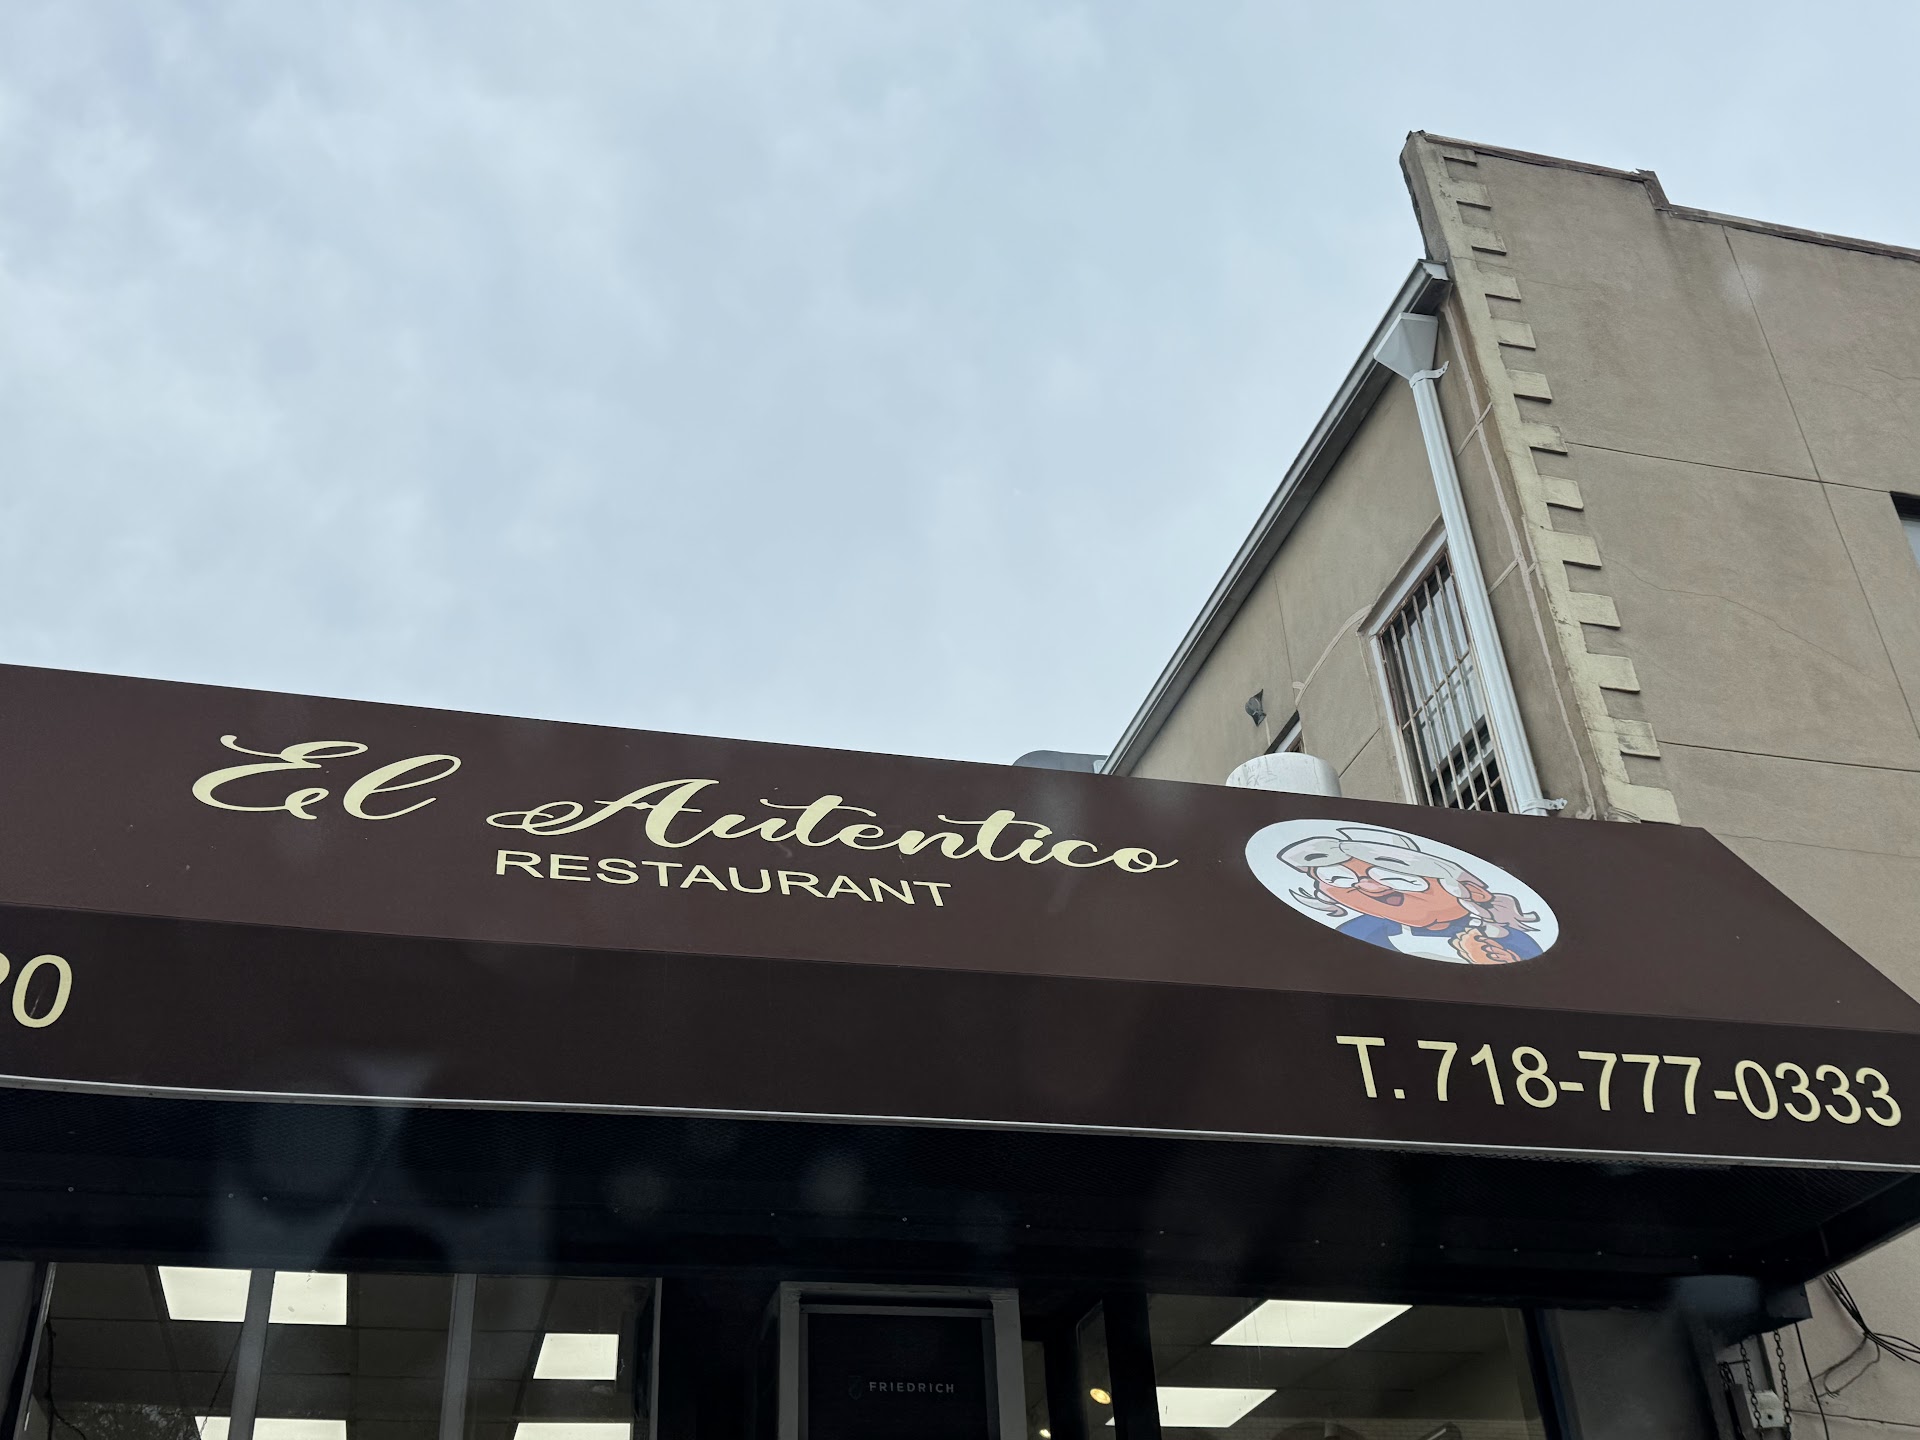 El Autentico
RESTAURANT
T. 718-777-0333
FRIEDRICH